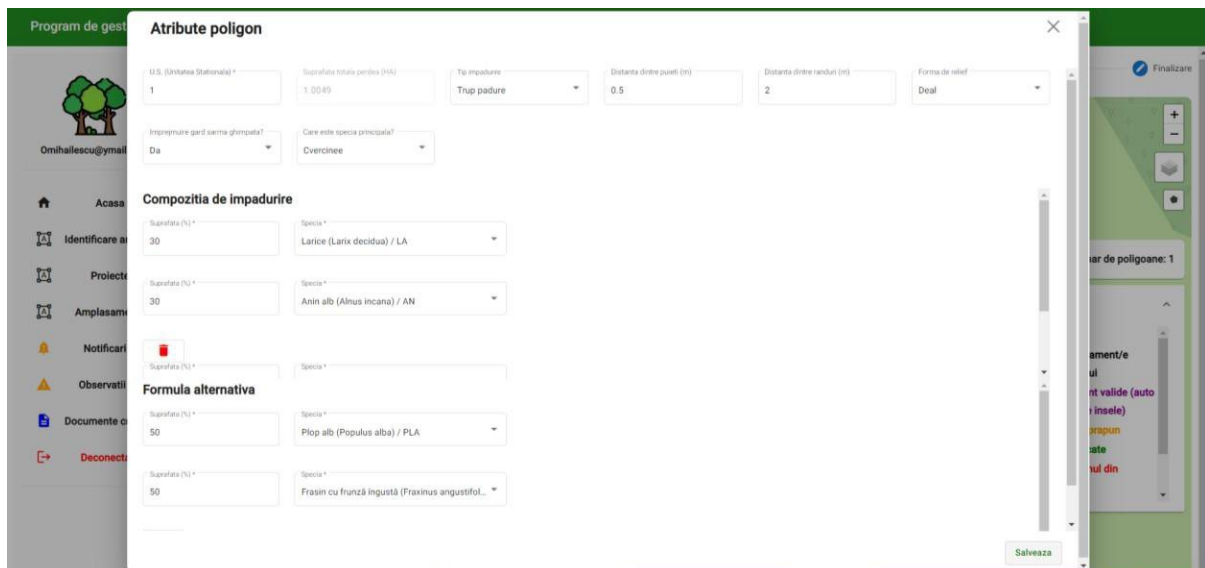 Program de gest
Atribute poligon
Finalizare
U.S. (Unitatea Stationala) *
1
Suprafata totala perdea (HA)
1.0049
Tip impadurire
Trup padure
Distanta dintre puieti (m)
0.5
Distanta dintre randuri (m)
2
Forma de relief
Deal
Imprejmuire gard sarma ghimpata?
Da
Care este specia principala?
Cvercinee
Omihailescu@ymail
Acasa
Identificare a
Proiecte
Amplasame
Notificari
Observatii
Documente c
Deconecta
Compozitia de impadurire
Suprafata (%) *
30
Specia *
Larice (Larix decidua) / LA
Suprafata (%) *
30
Specia *
Anin alb (Alnus incana) / AN
Suprafata (%) *
Specia *
Formula alternativa
Suprafata (%) *
50
Specia *
Plop alb (Populus alba) / PLA
Suprafata (%) *
50
Specia *
Frasin cu frunză îngustă (Fraxinus angustifol...
Salveaza
+
−
ar de poligoane: 1
ament/e
ui
nt valide (auto
insele)
prapun
cate
nul din